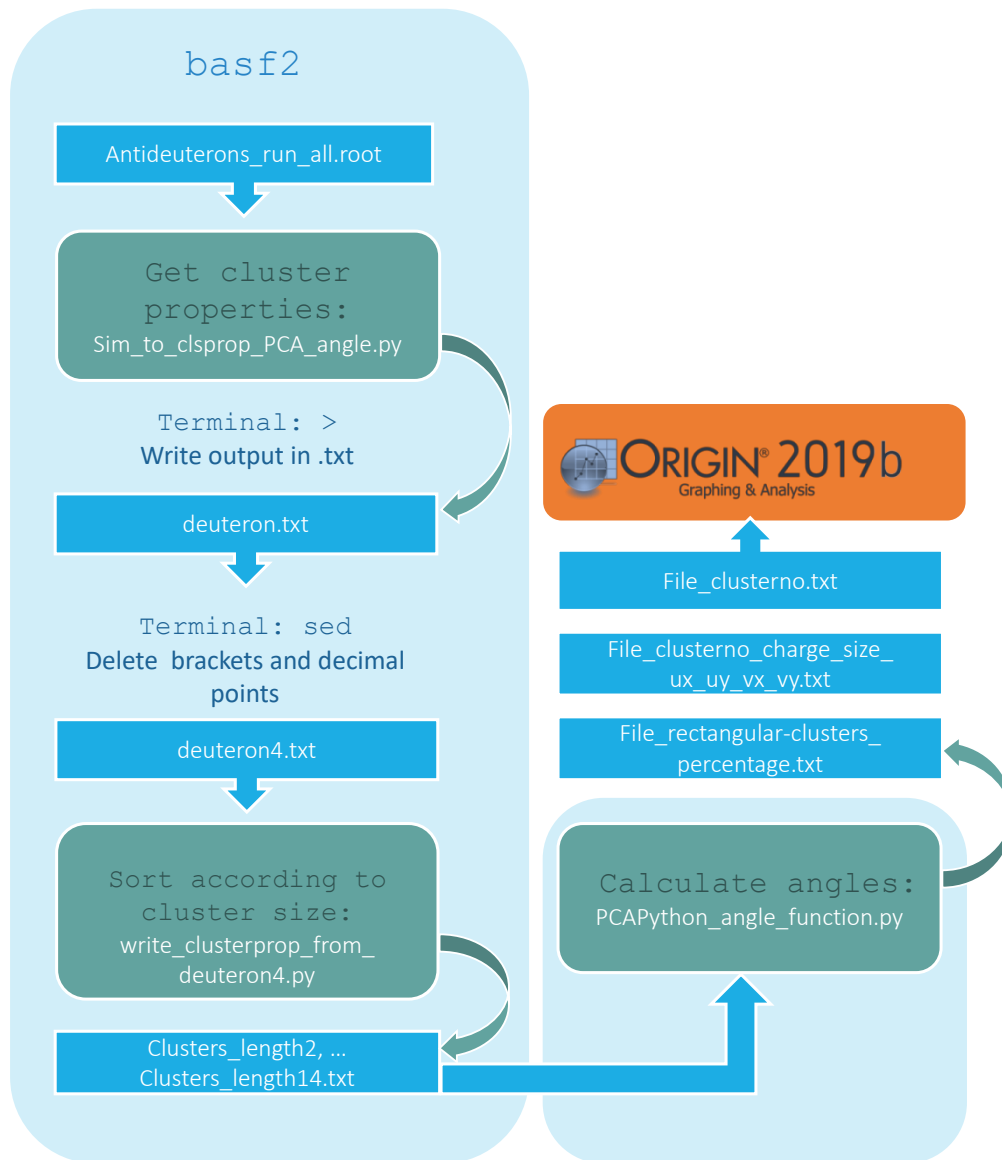 basf2
Antideuterons_run_all.root
Get cluster
properties:
Sim_to_clsprop_PCA_angle.py
Terminal: >
Write output in .txt
deuteron.txt
Terminal: sed
Delete brackets and decimal
points
deuteron4.txt
Sort according to
cluster size:
write_clusterprop_from_
deuteron4.py
Clusters_length2, ...
Clusters_length14.txt
ORIGIN® 2019b
Graphing & Analysis
File_clusterno.txt
File_clusterno_charge_size_
ux_uy_vx_vy.txt
File_rectangular-clusters_
percentage.txt
Calculate angles:
PCAPython_angle_function.py